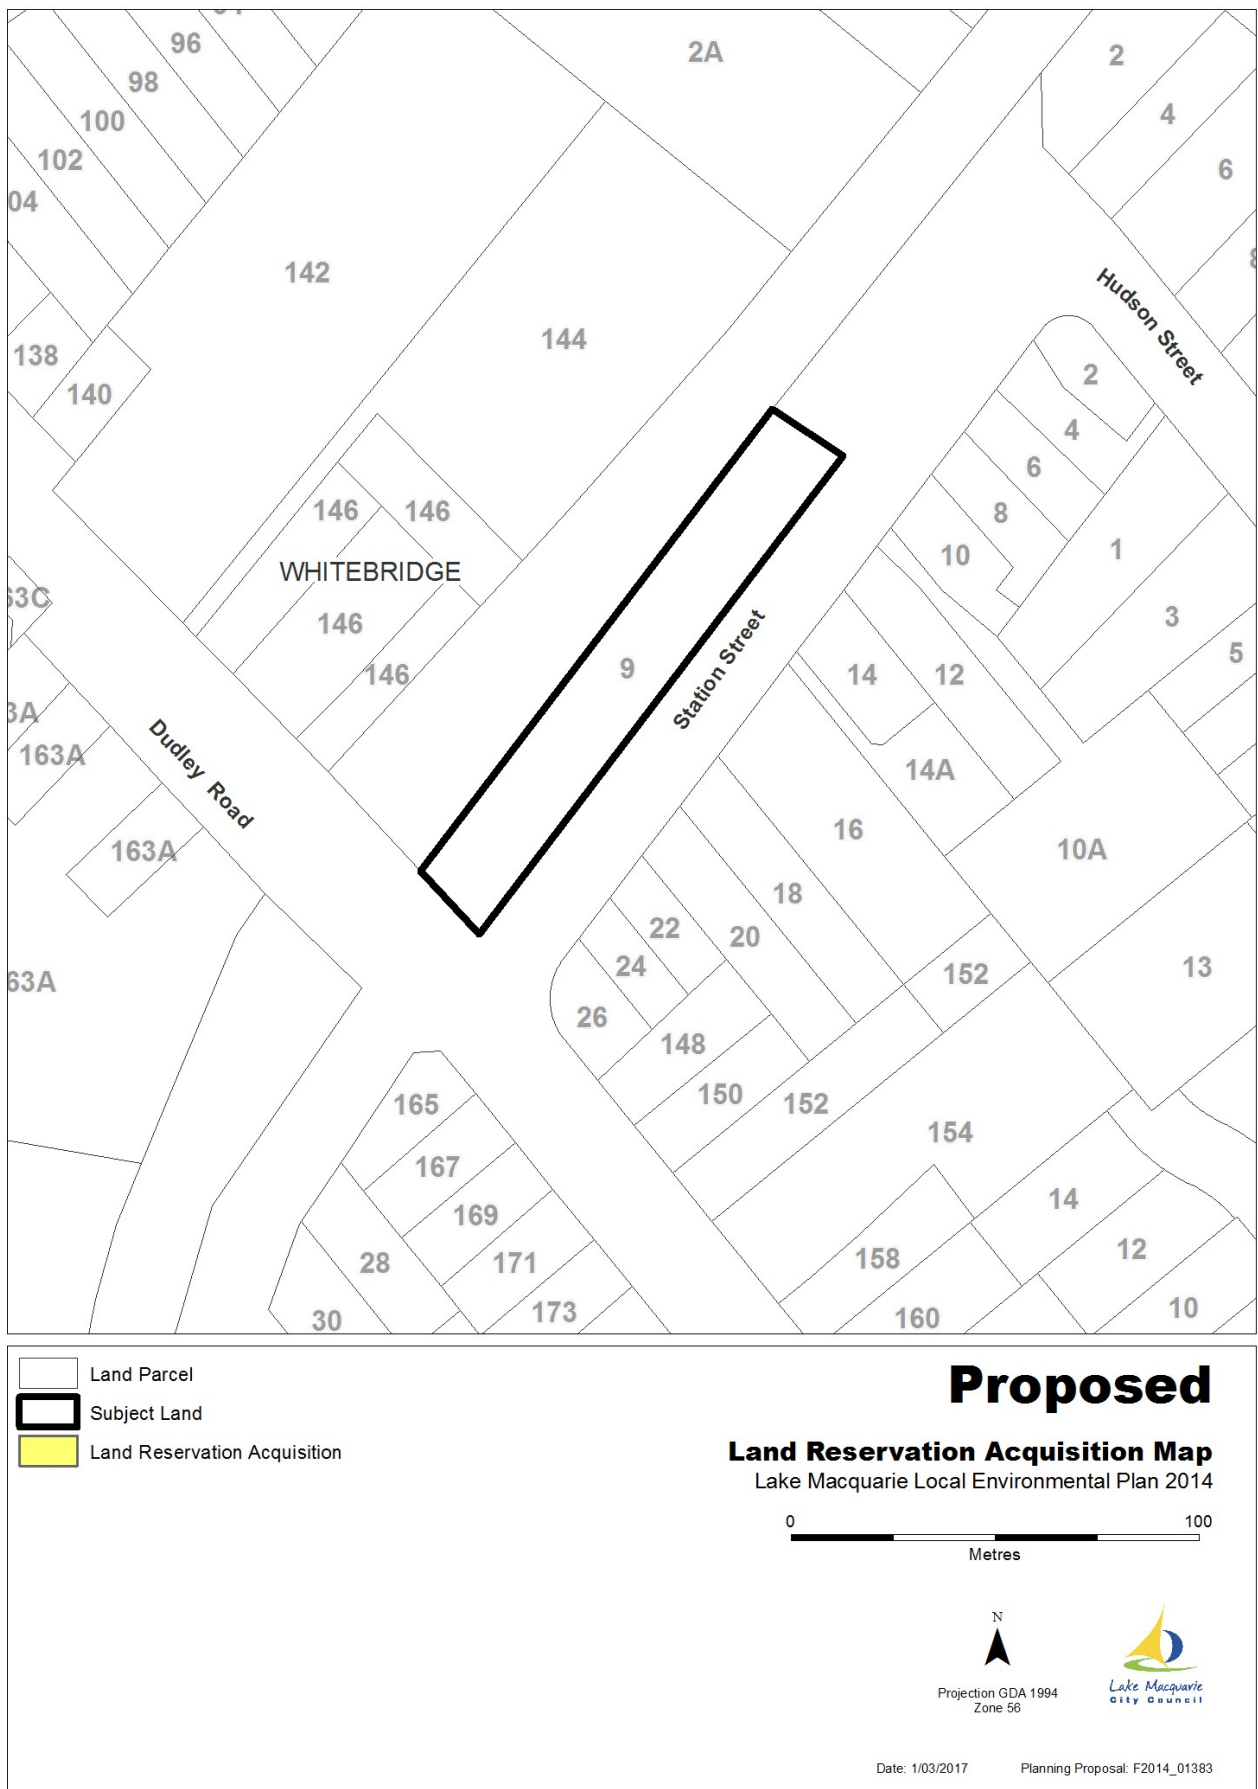 96
2A
2
98
4
100
102
6
04
142
Hudson Street
138
144
140
2
4
6
146
146
8
10
1
WHITEBRIDGE
63C
3
146
9
Station Street
5
146
14
12
3A
163A
Dudley Road
14A
16
163A
10A
18
22
20
24
152
13
63A
26
148
150
152
165
154
167
14
169
12
28
171
158
10
30
173
160
Land Parcel
Subject Land
Land Reservation Acquisition
Proposed
Land Reservation Acquisition Map
Lake Macquarie Local Environmental Plan 2014
0
100
Metres
N
Projection GDA 1994
Zone 56
Lake Macquarie
City Council
Date: 1/03/2017
Planning Proposal: F2014_01383